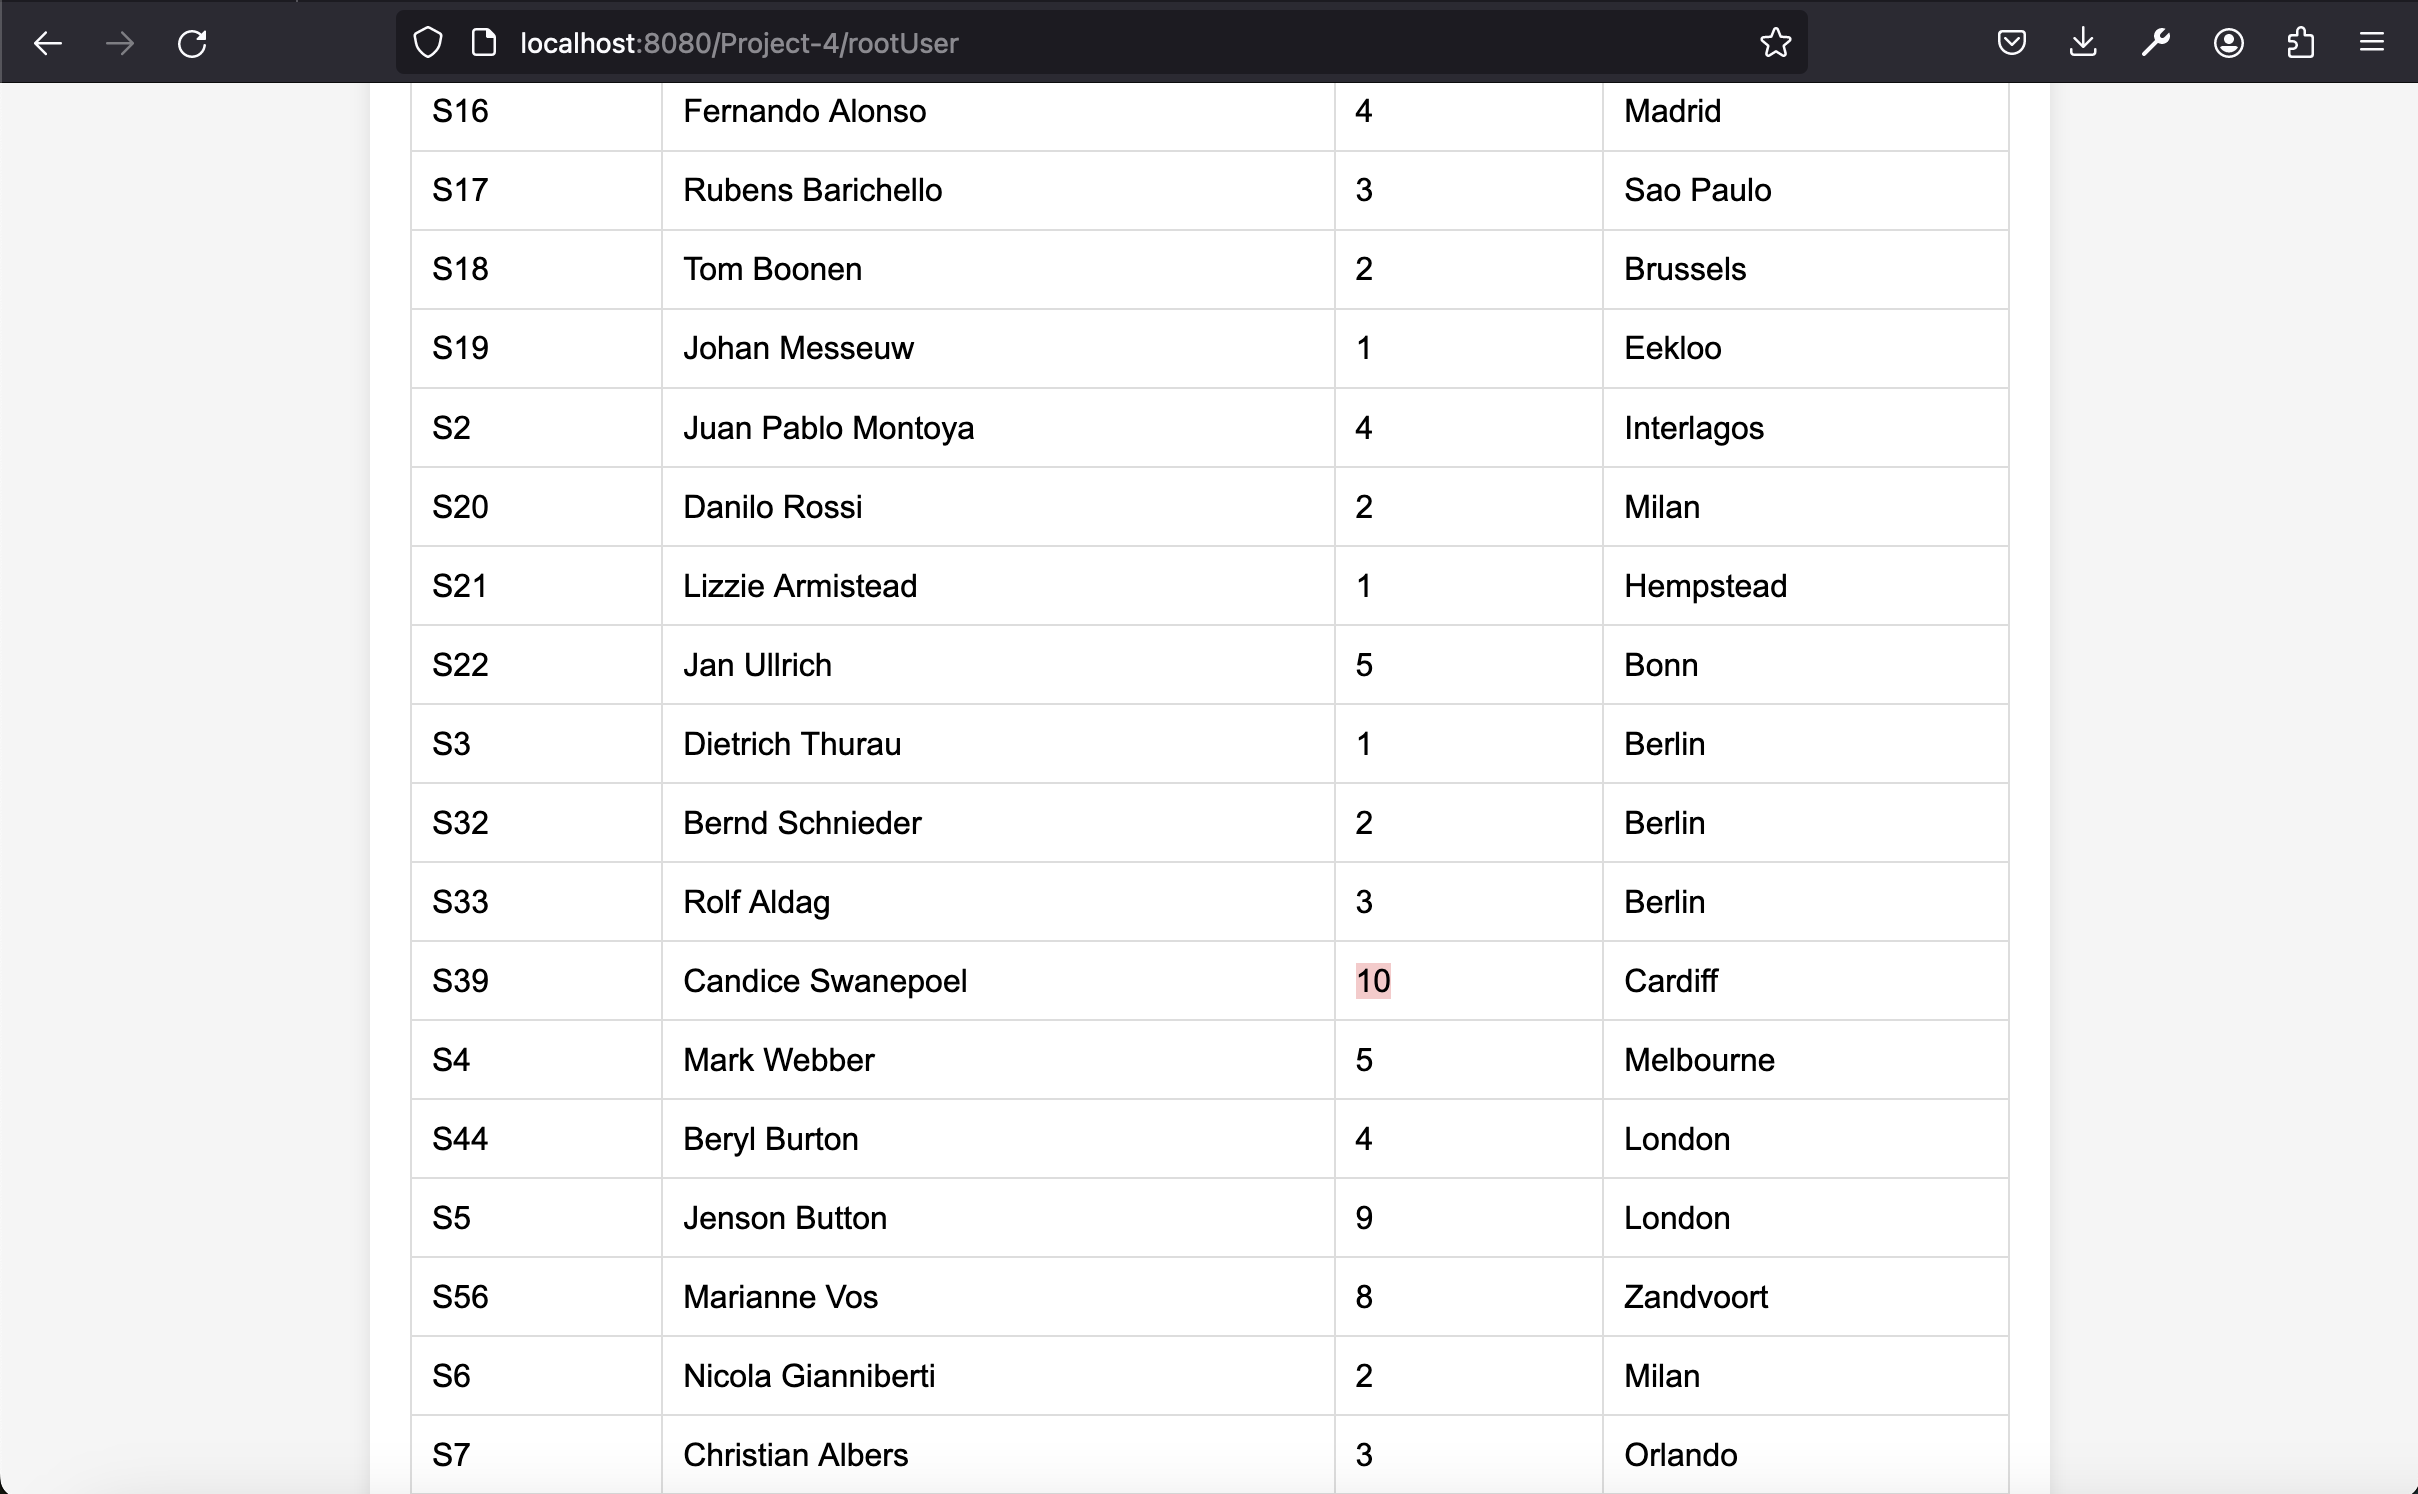 localhost:8080/Project-4/rootUser
S16 Fernando Alonso 4 Madrid
S17 Rubens Barichello 3 Sao Paulo
S18 Tom Boonen 2 Brussels
S19 Johan Messeuw 1 Eekloo
S2 Juan Pablo Montoya 4 Interlagos
S20 Danilo Rossi 2 Milan
S21 Lizzie Armistead 1 Hempstead
S22 Jan Ullrich 5 Bonn
S3 Dietrich Thurau 1 Berlin
S32 Bernd Schnieder 2 Berlin
S33 Rolf Aldag 3 Berlin
S39 Candice Swanepoel 10 Cardiff
S4 Mark Webber 5 Melbourne
S44 Beryl Burton 4 London
S5 Jenson Button 9 London
S56 Marianne Vos 8 Zandvoort
S6 Nicola Gianniberti 2 Milan
S7 Christian Albers 3 Orlando